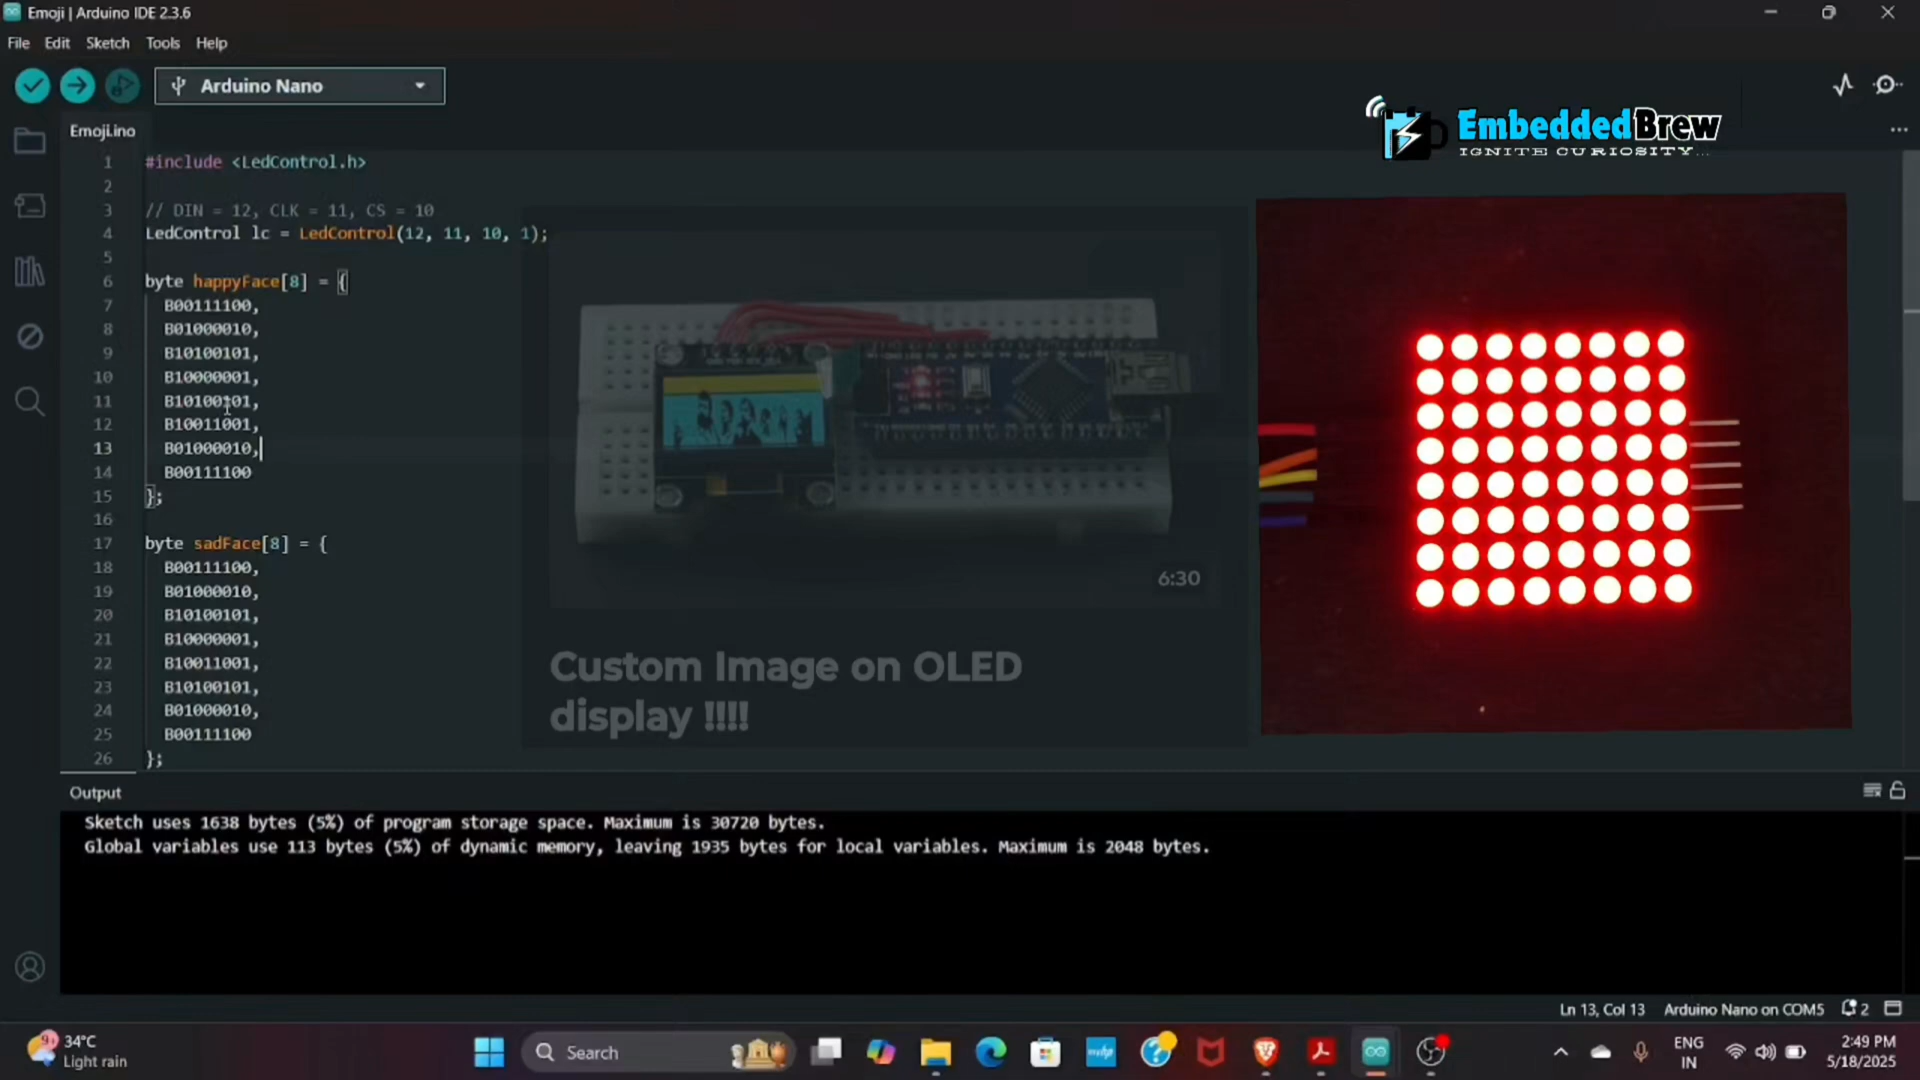 Emoji | Arduino IDE 2.3.6
File Edit Sketch Tools Help
Arduino Nano
Emoji.ino
EmbeddedBrew
IGNITE CURIOSITY...
1 #include <LedControl.h>
2
3 // DIN = 12, CLK = 11, CS = 10
4 LedControl lc = LedControl(12, 11, 10, 1);
5
6 byte happyFace[8] = {
7 B00111100,
8 B01000010,
9 B10100101,
10 B10000001,
11 B10100101,
12 B10011001,
13 B01000010,
14 B00111100
15 };
16
17 byte sadFace[8] = {
18 B00111100,
19 B01000010,
20 B10100101,
21 B10000001,
22 B10011001,
23 B10100101,
24 B01000010,
25 B00111100
26 };
6:30
Custom Image on OLED
display !!!!
Output
Sketch uses 1638 bytes (5%) of program storage space. Maximum is 30720 bytes.
Global variables use 113 bytes (5%) of dynamic memory, leaving 1935 bytes for local variables. Maximum is 2048 bytes.
Ln 13, Col 13 Arduino Nano on COM5 2
9+
34°C
Light rain
Search
myhp
ENG
IN
2:49 PM
5/18/2025